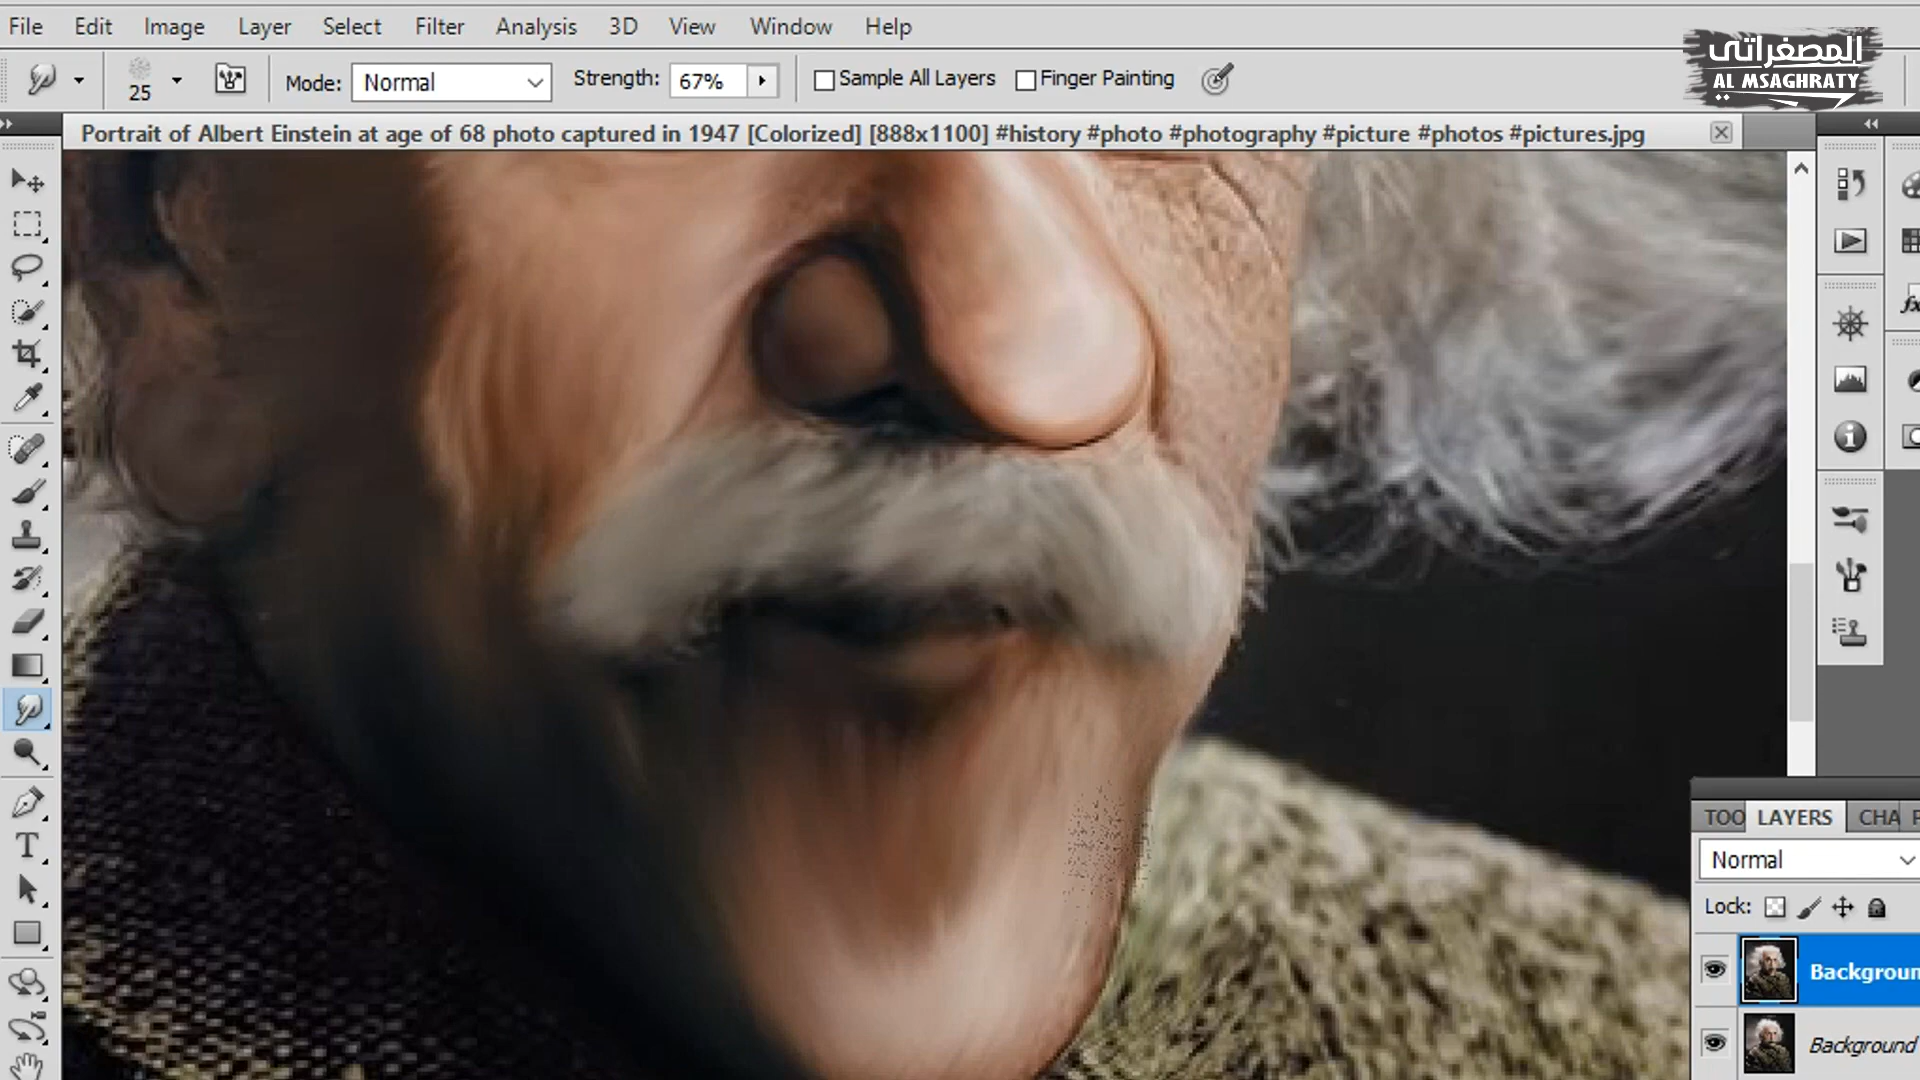 File Edit Image Layer Select Filter Analysis 3D View Window Help
المصغراتي
AL MSAGHRATY
25 Mode: Normal Strength: 67% Sample All Layers Finger Painting
Portrait of Albert Einstein at age of 68 photo captured in 1947 [Colorized] [888x1100] #history #photo #photography #picture #photos #pictures.jpg
TOO LAYERS CHA
Normal
Lock:
Backgroun
Background